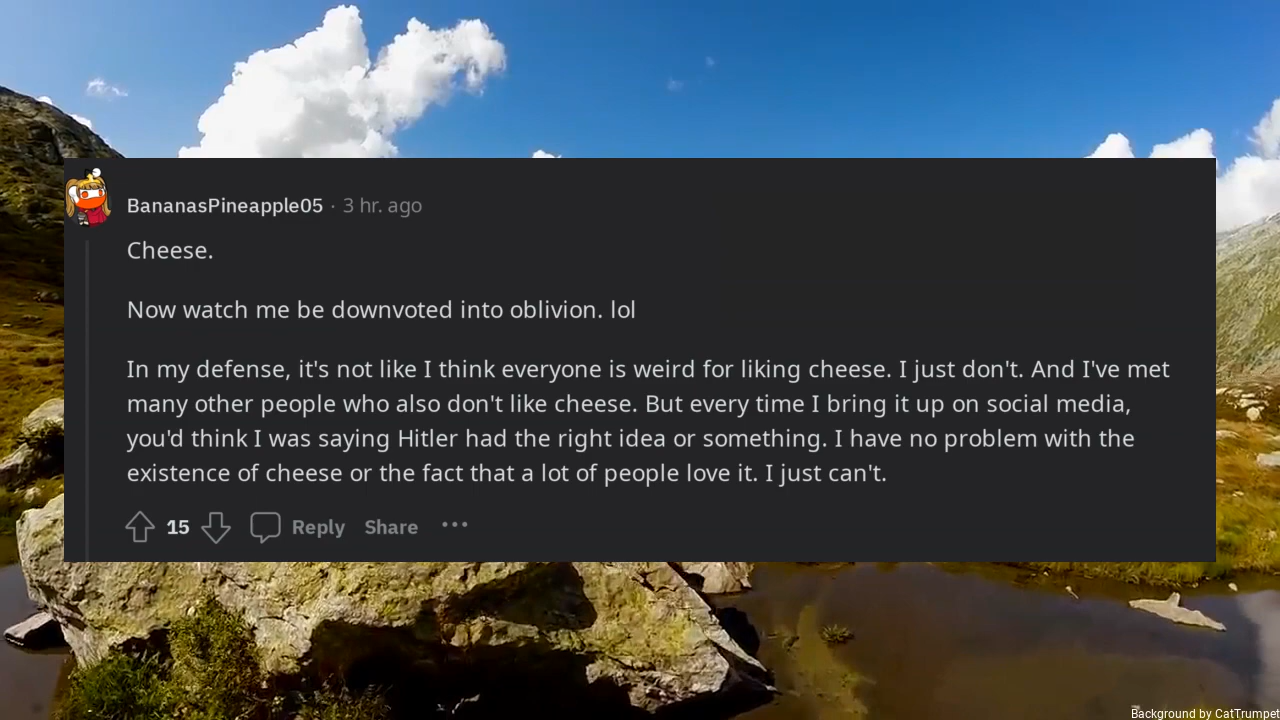 BananasPineapple05 · 3 hr. ago
Cheese.
Now watch me be downvoted into oblivion. lol
In my defense, it's not like I think everyone is weird for liking cheese. I just don't. And I've met
many other people who also don't like cheese. But every time I bring it up on social media,
you'd think I was saying Hitler had the right idea or something. I have no problem with the
existence of cheese or the fact that a lot of people love it. I just can't.
15 Reply Share ...
Background by CatTrumpet